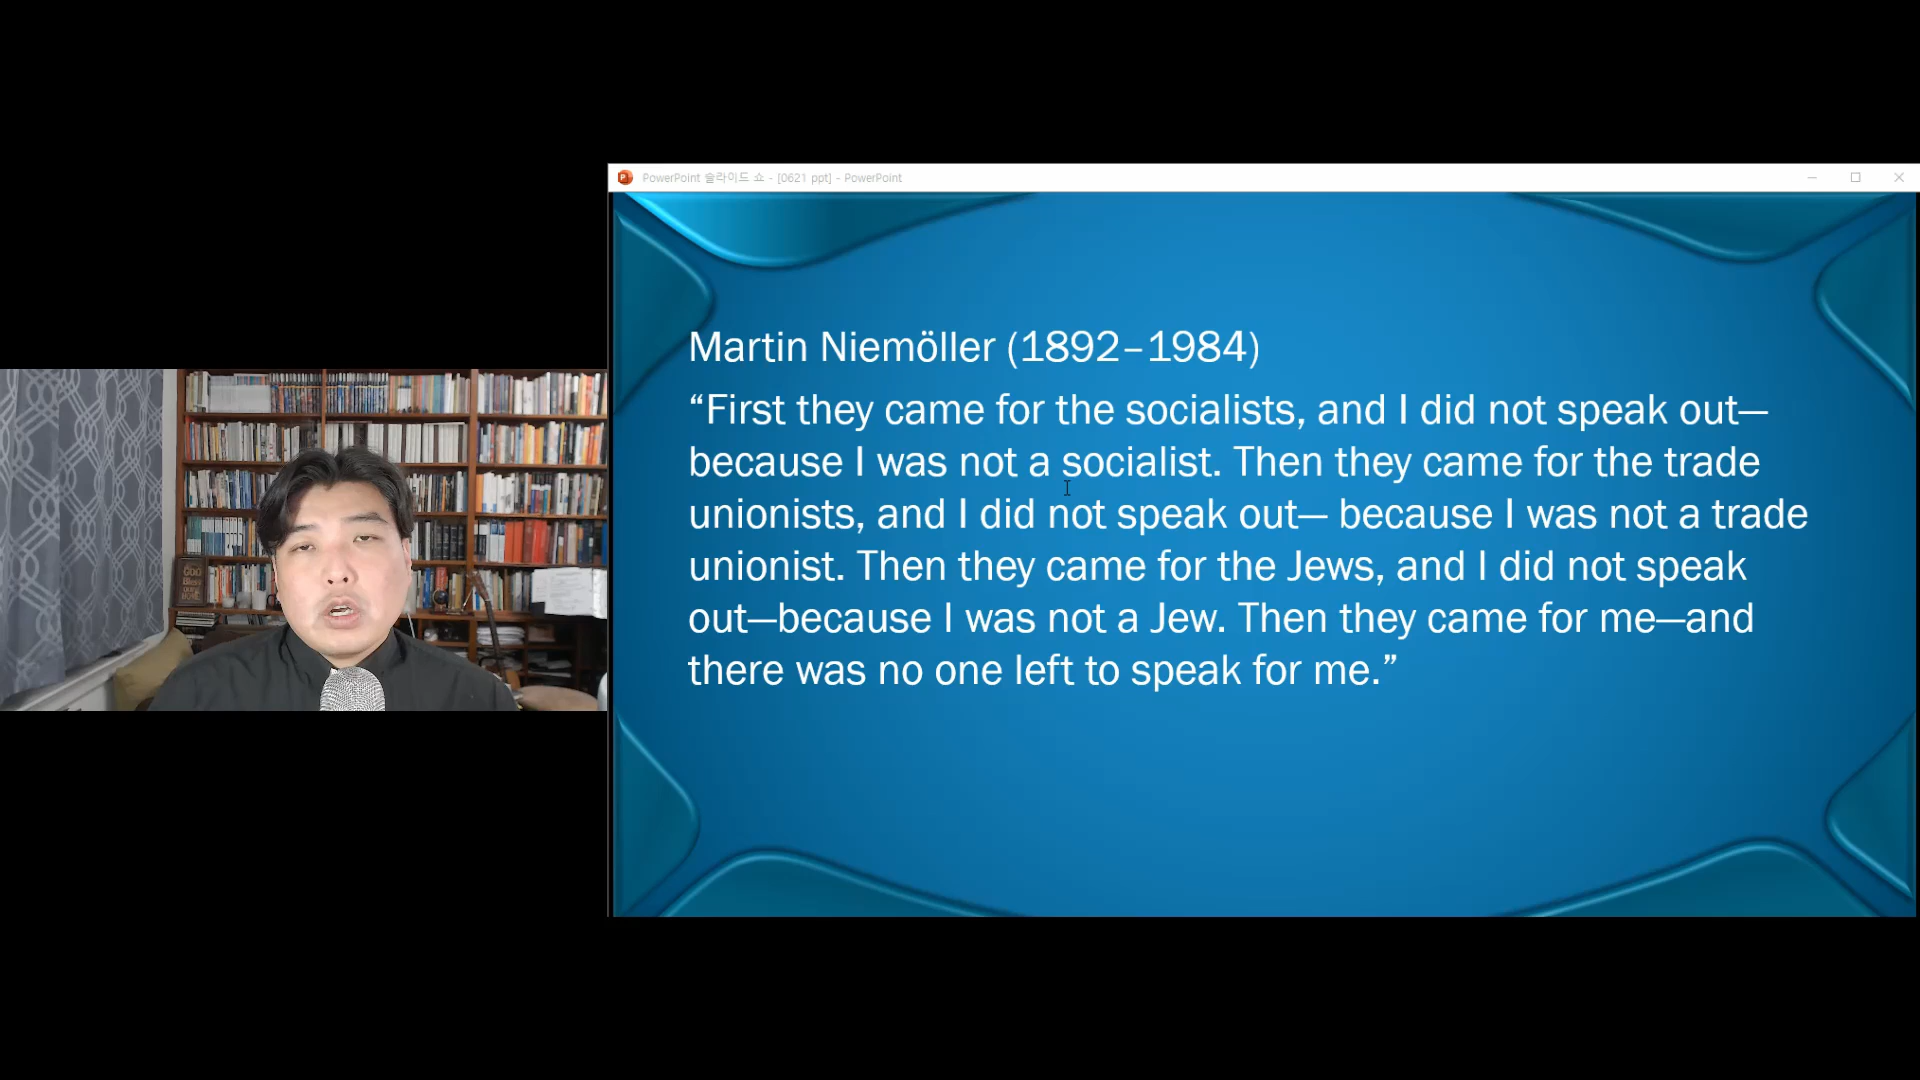 PowerPoint 슬라이드 쇼 - [0621 ppt] - PowerPoint
Martin Niemöller (1892–1984)
“First they came for the socialists, and I did not speak out—
because I was not a socialist. Then they came for the trade
unionists, and I did not speak out— because I was not a trade
unionist. Then they came for the Jews, and I did not speak
out—because I was not a Jew. Then they came for me—and
there was no one left to speak for me.”
GOD